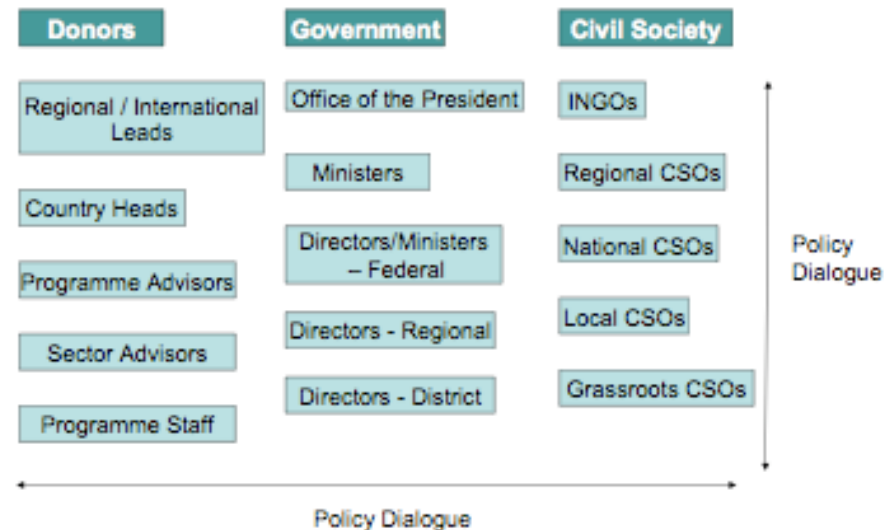 Donors
Government
Civil Society
Regional / International
Leads
Country Heads
Programme Advisors
Sector Advisors
Programme Staff
Office of the President
Ministers
Directors/Ministers
– Federal
Directors - Regional
Directors - District
INGOs
Regional CSOs
National CSOs
Local CSOs
Grassroots CSOs
Policy
Dialogue
Policy Dialogue